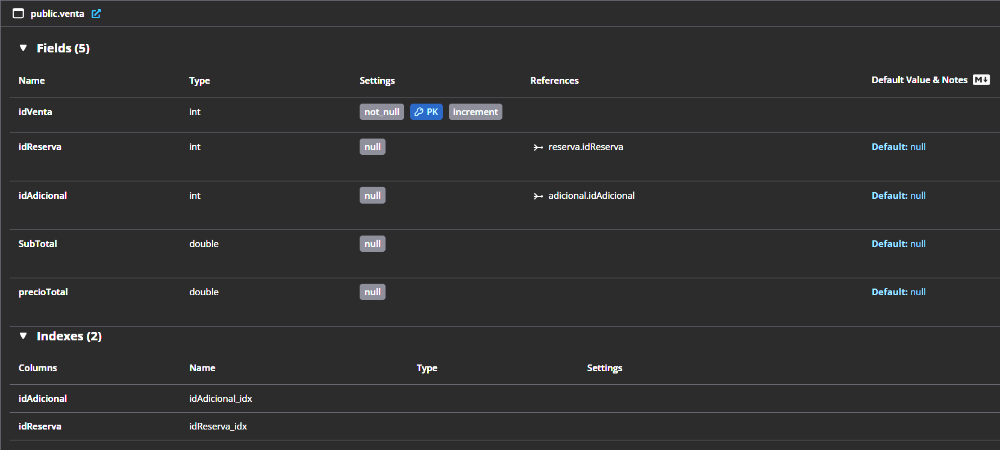 public.venta
Fields (5)
Name Type Settings References Default Value & Notes M↓
idVenta int not_null PK increment
idReserva int null reserva.idReserva Default: null
idAdicional int null adicional.idAdicional Default: null
SubTotal double null Default: null
precioTotal double null Default: null
Indexes (2)
Columns Name Type Settings
idAdicional idAdicional_idx
idReserva idReserva_idx